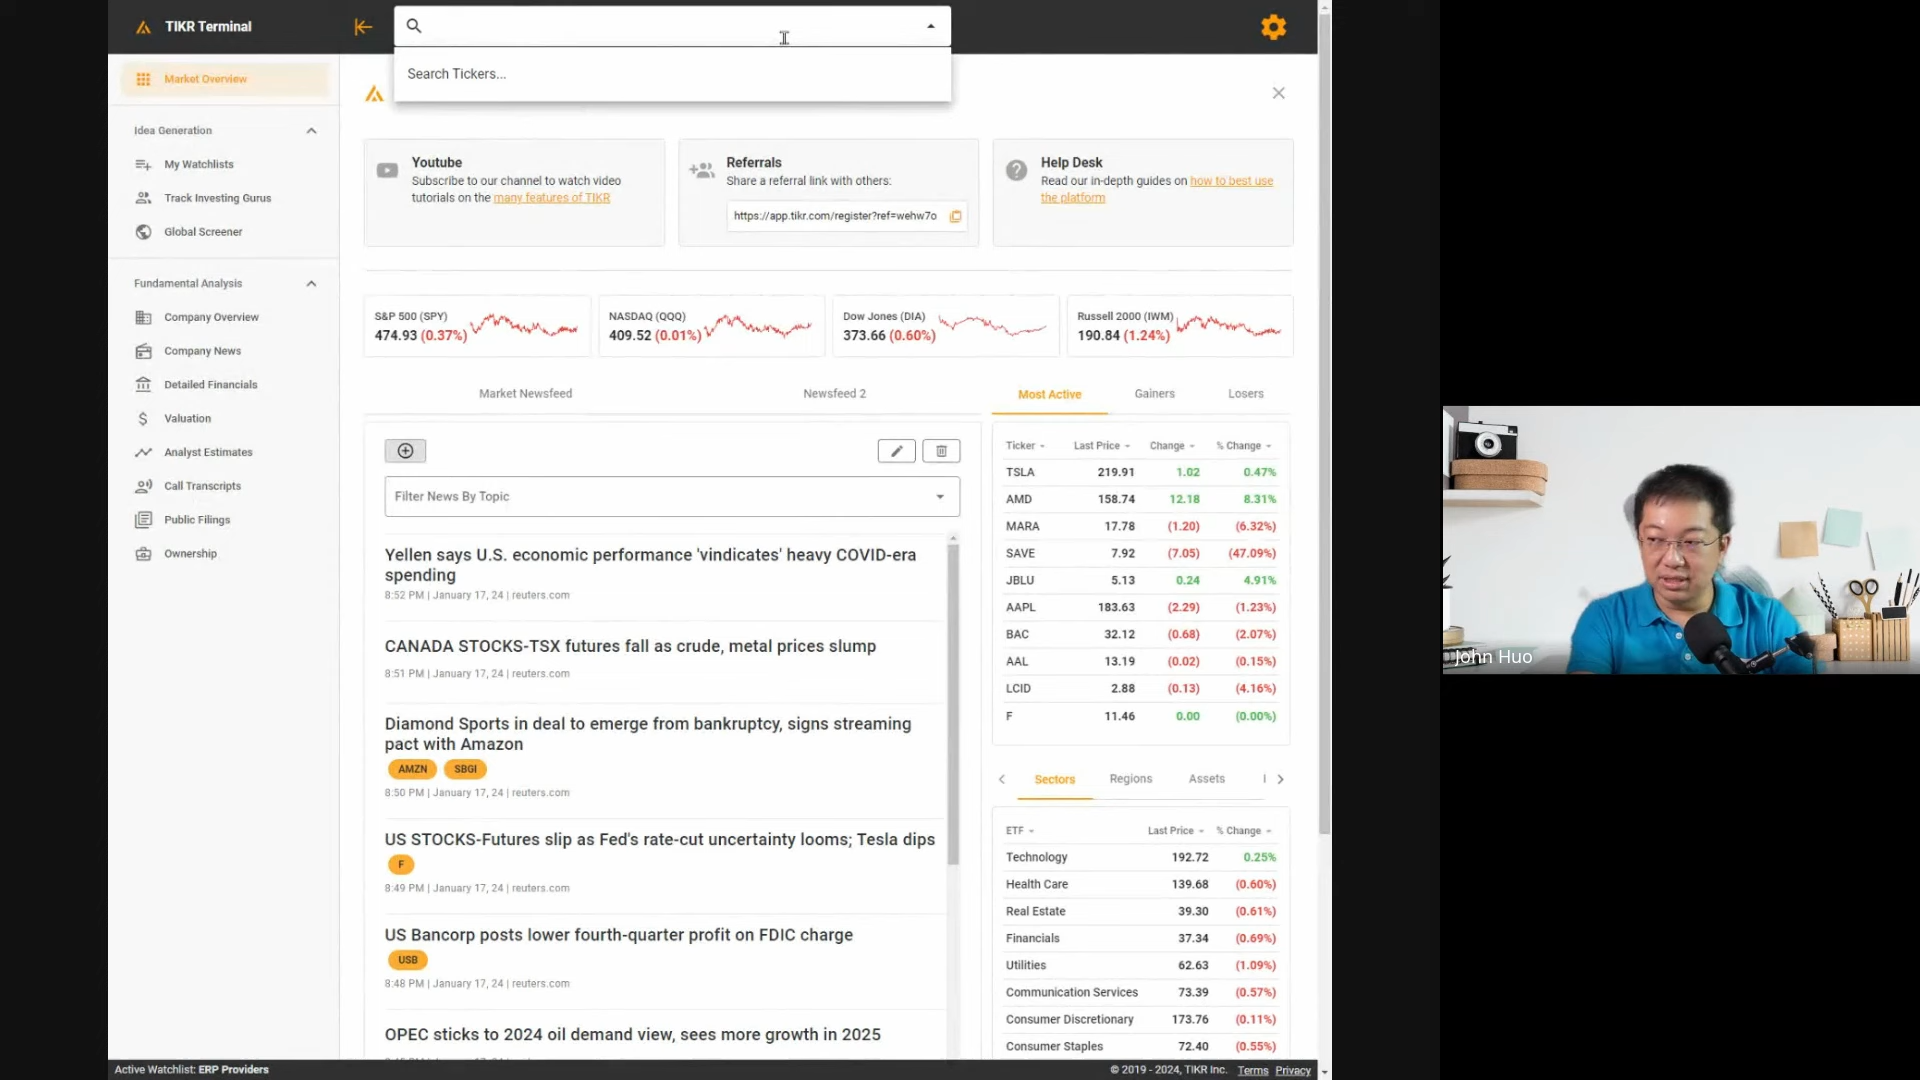 TIKR Terminal
Search Tickers...
Market Overview
Idea Generation
My Watchlists
Track Investing Gurus
Global Screener
Fundamental Analysis
Company Overview
Company News
Detailed Financials
Valuation
Analyst Estimates
Call Transcripts
Public Filings
Ownership
Youtube
Subscribe to our channel to watch video
tutorials on the many features of TIKR
Referrals
Share a referral link with others:
https://app.tikr.com/register?ref=wehw7o
Help Desk
Read our in-depth guides on how to best use
the platform
S&P 500 (SPY)
474.93 (0.37%)
NASDAQ (QQQ)
409.52 (0.01%)
Dow Jones (DIA)
373.66 (0.60%)
Russell 2000 (IWM)
190.84 (1.24%)
Market Newsfeed
Newsfeed 2
Filter News By Topic
Yellen says U.S. economic performance 'vindicates' heavy COVID-era
spending
8:52 PM | January 17, 24 | reuters.com
CANADA STOCKS-TSX futures fall as crude, metal prices slump
8:51 PM | January 17, 24 | reuters.com
Diamond Sports in deal to emerge from bankruptcy, signs streaming
pact with Amazon
AMZN SBGI
8:50 PM | January 17, 24 | reuters.com
US STOCKS-Futures slip as Fed's rate-cut uncertainty looms; Tesla dips
F
8:49 PM | January 17, 24 | reuters.com
US Bancorp posts lower fourth-quarter profit on FDIC charge
USB
8:48 PM | January 17, 24 | reuters.com
OPEC sticks to 2024 oil demand view, sees more growth in 2025
Most Active Gainers Losers
Ticker Last Price Change % Change
TSLA 219.91 1.02 0.47%
AMD 158.74 12.18 8.31%
MARA 17.78 (1.20) (6.32%)
SAVE 7.92 (7.05) (47.09%)
JBLU 5.13 0.24 4.91%
AAPL 183.63 (2.29) (1.23%)
BAC 32.12 (0.68) (2.07%)
AAL 13.19 (0.02) (0.15%)
LCID 2.88 (0.13) (4.16%)
F 11.46 0.00 (0.00%)
Sectors Regions Assets
ETF Last Price % Change
Technology 192.72 0.25%
Health Care 139.68 (0.60%)
Real Estate 39.30 (0.61%)
Financials 37.34 (0.69%)
Utilities 62.63 (1.09%)
Communication Services 73.39 (0.57%)
Consumer Discretionary 173.76 (0.11%)
Consumer Staples 72.40 (0.55%)
Active Watchlist: ERP Providers
© 2019 - 2024, TIKR Inc. Terms Privacy
John Huo